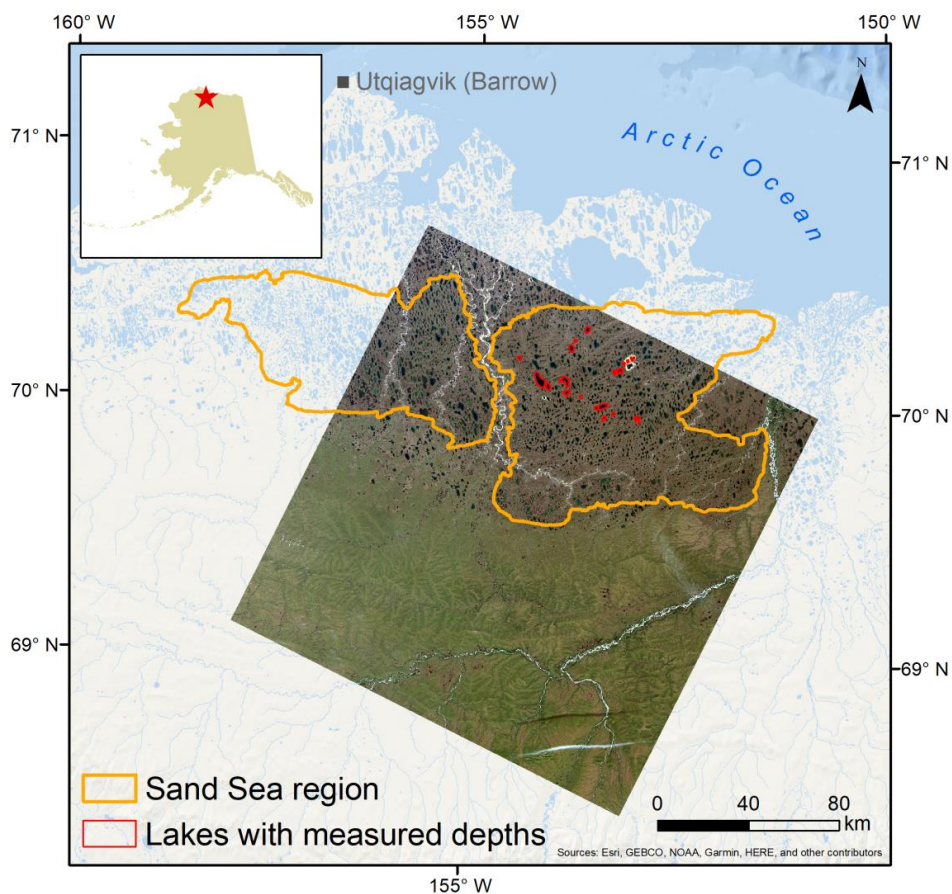 160° W
155° W
150° W
Utqiagvik (Barrow)
N
71° N
71° N
Arctic Ocean
70° N
70° N
69° N
69° N
Sand Sea region
Lakes with measured depths
0 40 80
km
Sources: Esri, GEBCO, NOAA, Garmin, HERE, and other contributors
155° W